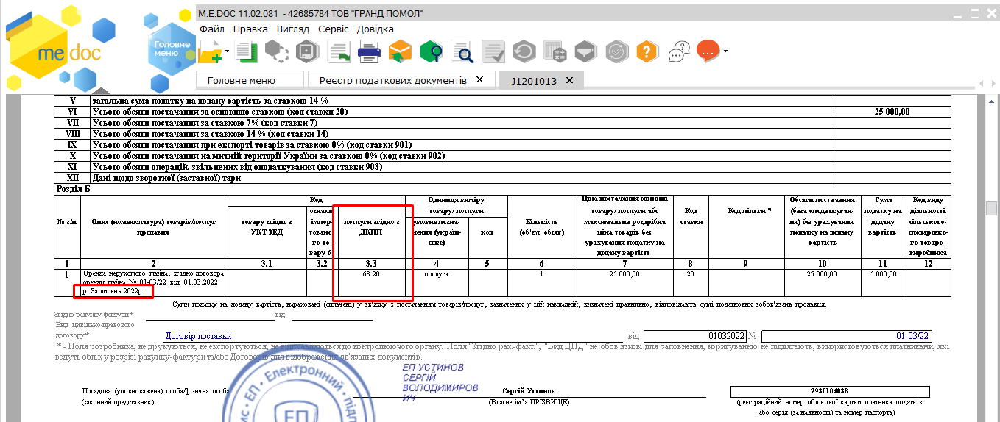 M.E.DOC 11.02.081 - 42685784 ТОВ "ГРАНД ПОМОЛ"
me doc
Головне
меню
Файл Правка Вигляд Сервіс Довідка
Головне меню
Реєстр податкових документів
J1201013
V загальна сума податку на додану вартість за ставкою 14 %
VI Усього обсяги постачання за основною ставкою (код ставки 20) 25 000,00
VII Усього обсяги постачання за ставкою 7% (код ставки 7)
VIII Усього обсяги постачання за ставкою 14 % (код ставки 14)
IX Усього обсяги постачання при експорті товарів за ставкою 0% (код ставки 901)
X Усього обсяги постачання на митній території України за ставкою 0% (код ставки 902)
XI Усього обсяги операцій, звільнених від оподаткування (код ставки 903)
XII Дані щодо зворотної (заставної) тари
Розділ Б
№ з/п
Опис (номенклатура) товарів/послуг
продавця
Код
товару згідно з
УКТ ЗЕД
ознаки
імпор-
товано-
го то-
вару 6
послуги згідно з
ДКПП
Одиниця виміру
товару/ послуги
умовне позна-
чення (україн-
ське)
код
Кількість
(об'єм, обсяг)
Ціна постачання одиниці
товару/ послуги або
максимальна роздрібна
ціна товарів без
урахування податку на
додану вартість
Код
ставки
Код пільги 7
Обсяги постачання
(база оподаткуван-
ня) без урахування
податку на додану
вартість
Сума
податку на
додану
вартість
Код виду
діяльності
сільського-
сподарсько-
го товаро-
виробника
1 2 3.1 3.2 3.3 4 5 6 7 8 9 10 11 12
1 Оренда нерухомого майна, згідно договора 68.20 послуга 1 25 000,00 20 25 000,00 5 000,00
оренди майна № 01-03/22 від 01.03.2022
р. За липень 2022р.
Суми податку на додану вартість, нараховані (сплачені) у зв'язку з постачанням товарів/послуг, зазначених у цій накладній, визначені правильно, відповідають сумі податкових зобов'язань продавця.
Згідно рахунку-фактури* від
Вид цивільно-правового
договору* Договір поставки від 01032022 № 01-03/22
* - Поля розробника, не друкуються, не експортуються, не відправляються до контролюючого органу. Поля "Згідно рах.-факт.", "Вид ЦПД" не обов'язкові для заповнення, коригуванню не підлягають, використовуються платниками, які
ведуть облік у розрізі рахунку-фактури та/або Договорів для відображення зв'язаних документів.
ЕП УСТИНОВ
СЕРГІЙ
ВОЛОДИМИРОВ
ИЧ
Посадова (уповноважена) особа/фізична особа
(законний представник)
Сергій Устинов
(Власне ім'я ПРІЗВИЩЕ)
2930104038
(реєстраційний номер облікової картки платника податків
або серія (за наявності) та номер паспорта)
ЕП • Електронний
ЕП